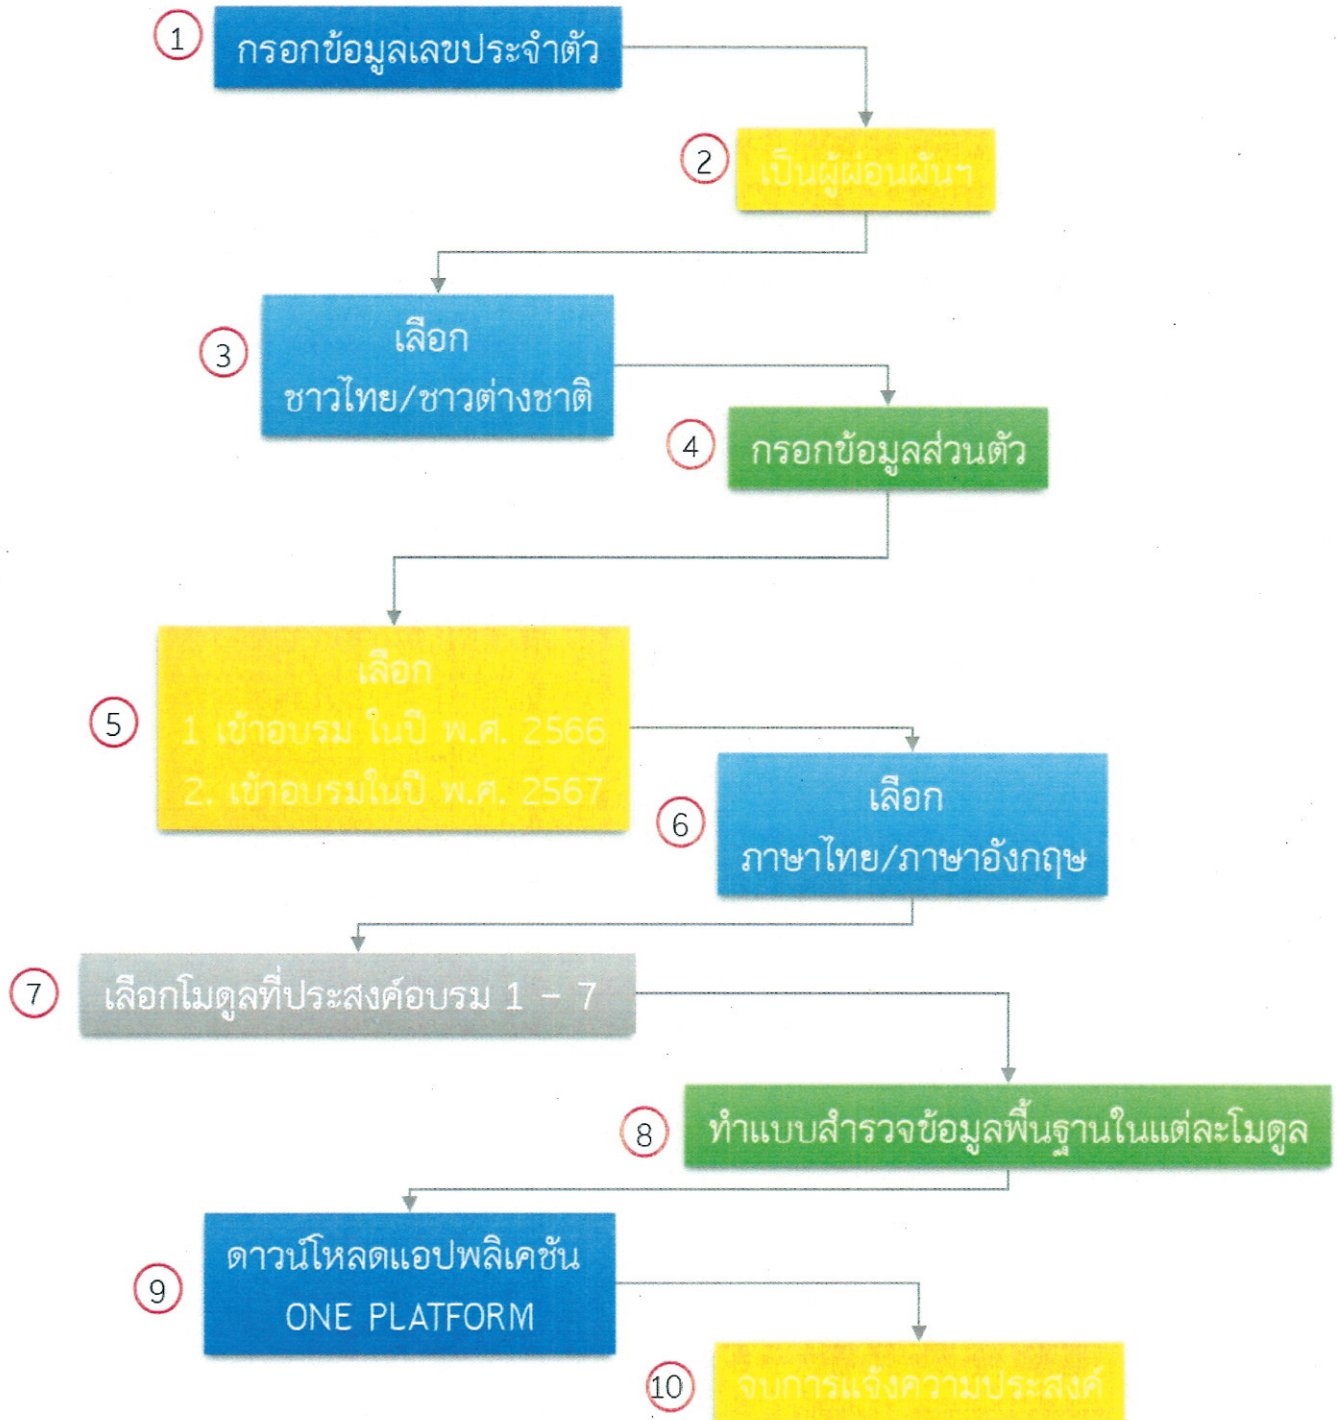 1
กรอกข้อมูลเลขประจำตัว
2
เป็นผู้ผ่อนผันฯ
3
เลือก
ชาวไทย/ชาวต่างชาติ
4
กรอกข้อมูลส่วนตัว
5
เลือก
1 เข้าอบรม ในปี พ.ศ. 2566
2. เข้าอบรมในปี พ.ศ. 2567
6
เลือก
ภาษาไทย/ภาษาอังกฤษ
7
เลือกโมดูลที่ประสงค์อบรม 1 – 7
8
ทำแบบสำรวจข้อมูลพื้นฐานในแต่ละโมดูล
9
ดาวน์โหลดแอปพลิเคชัน
ONE PLATFORM
10
จบการแจ้งความประสงค์